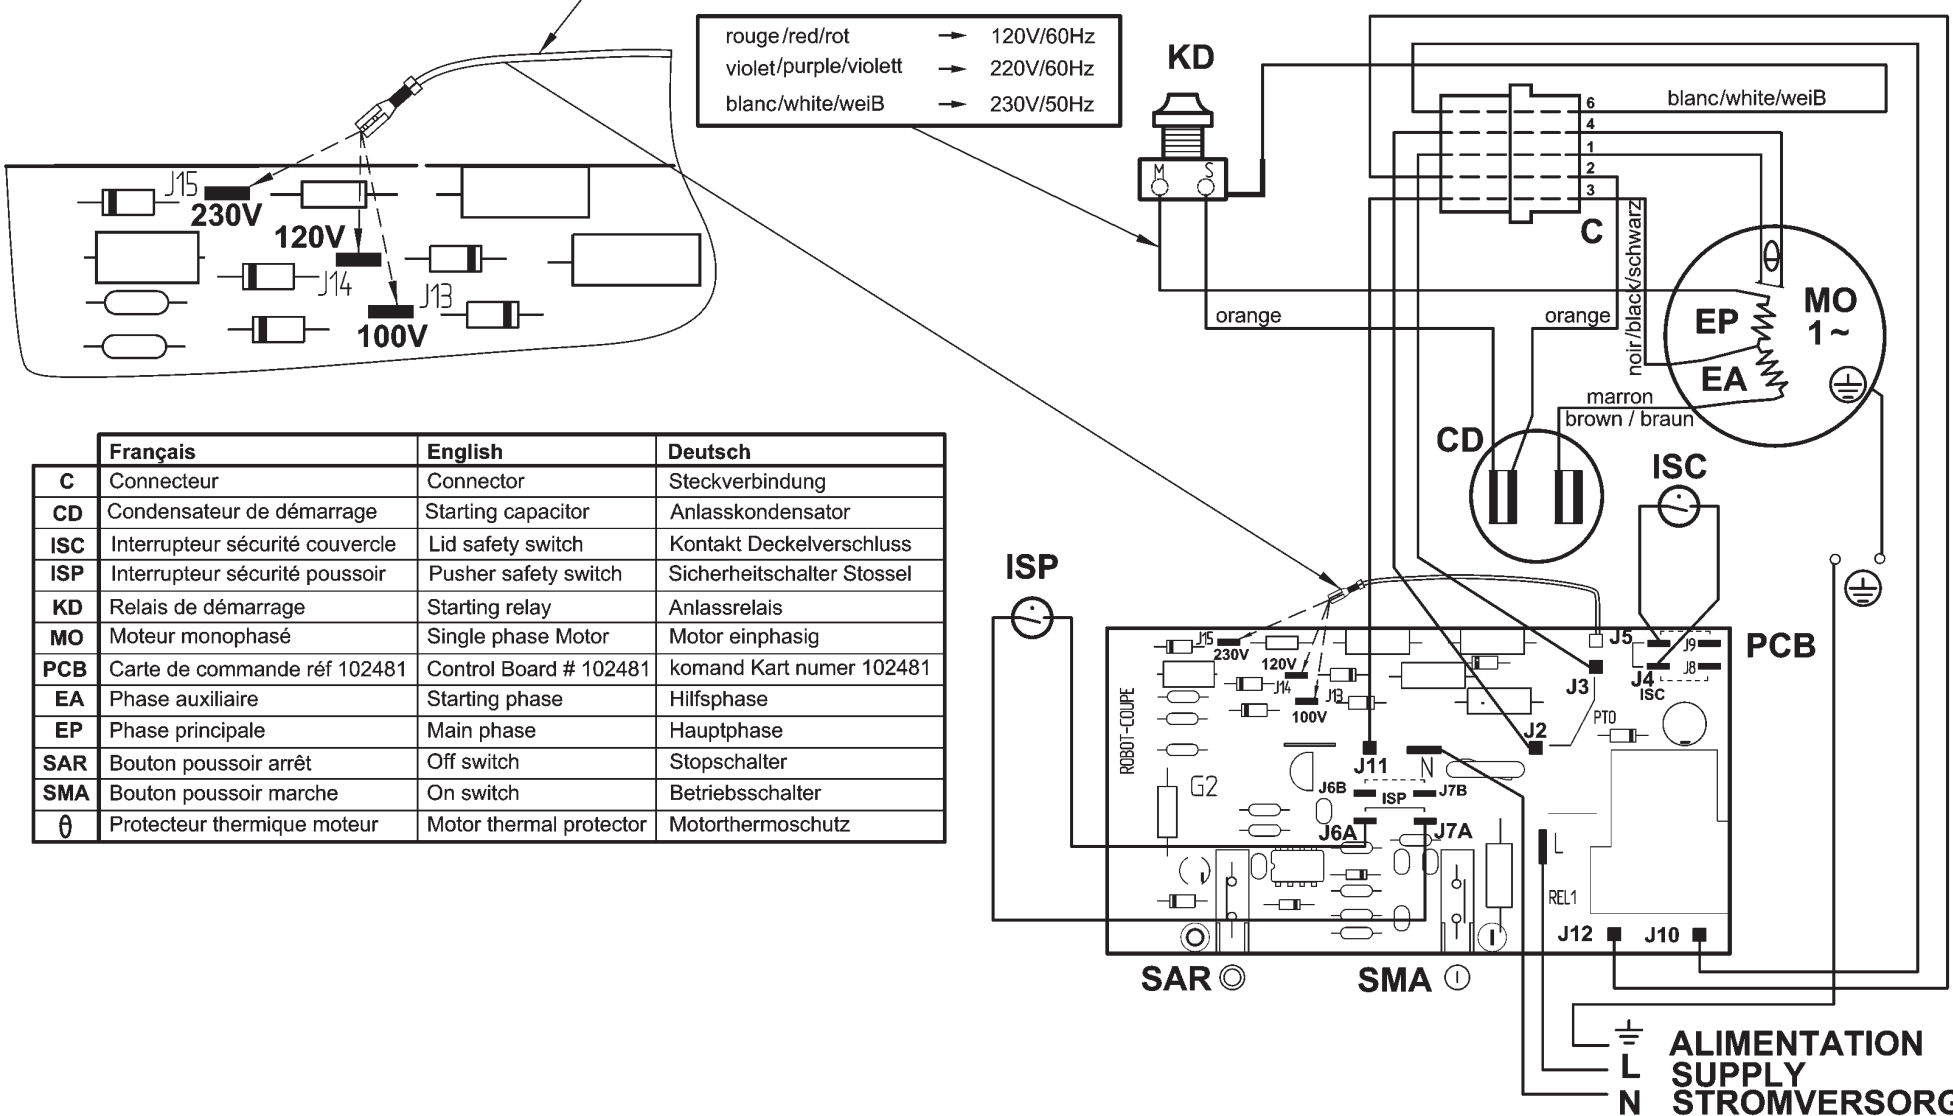 rouge/red/rot → 120V/60Hz
violet/purple/violett → 220V/60Hz
blanc/white/weiB → 230V/50Hz
J15
230V
120V
J14
J13
100V
KD
M S
6 blanc/white/weiB
4
1
2
3
C
noir/black/schwarz
orange
orange
θ
MO
1~
EP
EA
marron
brown / braun
CD
ISC
Français English Deutsch
C Connecteur Connector Steckverbindung
CD Condensateur de démarrage Starting capacitor Anlasskondensator
ISC Interrupteur sécurité couvercle Lid safety switch Kontakt Deckelverschluss
ISP Interrupteur sécurité poussoir Pusher safety switch Sicherheitschalter Stossel
KD Relais de démarrage Starting relay Anlassrelais
MO Moteur monophasé Single phase Motor Motor einphasig
PCB Carte de commande réf 102481 Control Board # 102481 komand Kart numer 102481
EA Phase auxiliaire Starting phase Hilfsphase
EP Phase principale Main phase Hauptphase
SAR Bouton poussoir arrêt Off switch Stopschalter
SMA Bouton poussoir marche On switch Betriebsschalter
θ Protecteur thermique moteur Motor thermal protector Motorthermoschutz
ISP
PCB
J15
230V
120V
J14
J13
100V
J5
J9
J8
J4
ISC
J3
PT0
J2
ROBOT-COUPE
G2
J11
N
J6B ISP J7B
J6A J7A
L
REL1
J12 J10
SAR
SMA
ALIMENTATION
L SUPPLY
N STROMVERSORG